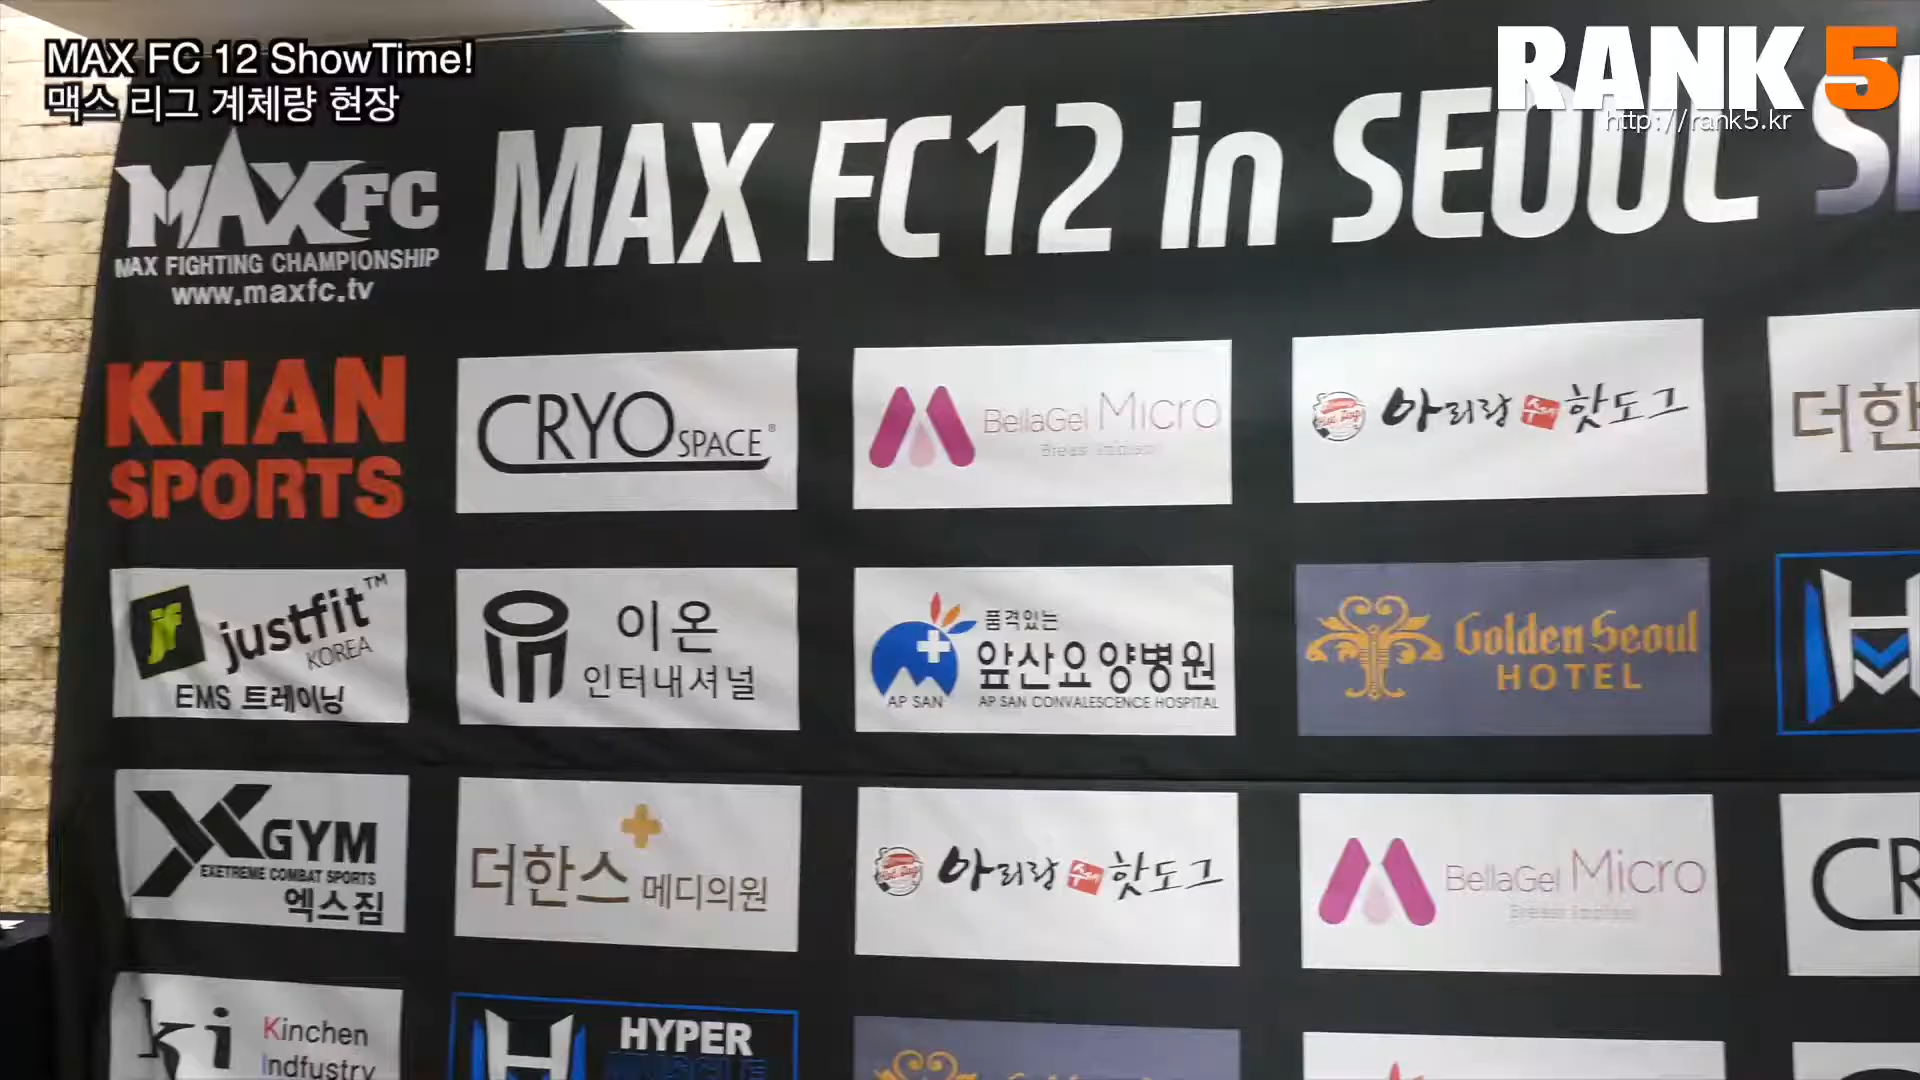 MAX FC 12 ShowTime!
맥스 리그 계체량 현장
RANK 5
http://rank5.kr
MAX FC
MAX FIGHTING CHAMPIONSHIP
www.maxfc.tv
MAX FC12 in SEOUL
KHAN
SPORTS
CRYO SPACE®
BellaGel Micro
아리랑 핫도그
더한
jf justfit™
KOREA
EMS 트레이닝
이온
인터내셔널
품격있는
앞산요양병원
AP SAN
AP SAN CONVALESCENCE HOSPITAL
Golden Seoul
HOTEL
X GYM
EXETREME COMBAT SPORTS
엑스짐
더한스
메디의원
아리랑 핫도그
BellaGel Micro
CR
ki Kinchen
Indfustry
HYPER